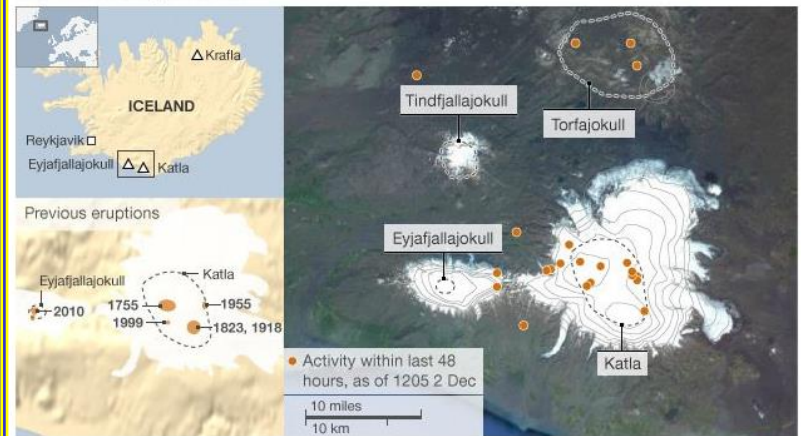 Krafla
ICELAND
Reykjavik
Eyjafjallajokull
Katla
Previous eruptions
Eyjafjallajokull
Katla
2010
1755
1955
1999
1823, 1918
Tindfjallajokull
Torfajokull
Eyjafjallajokull
Katla
Activity within last 48
hours, as of 1205 2 Dec
10 miles
10 km